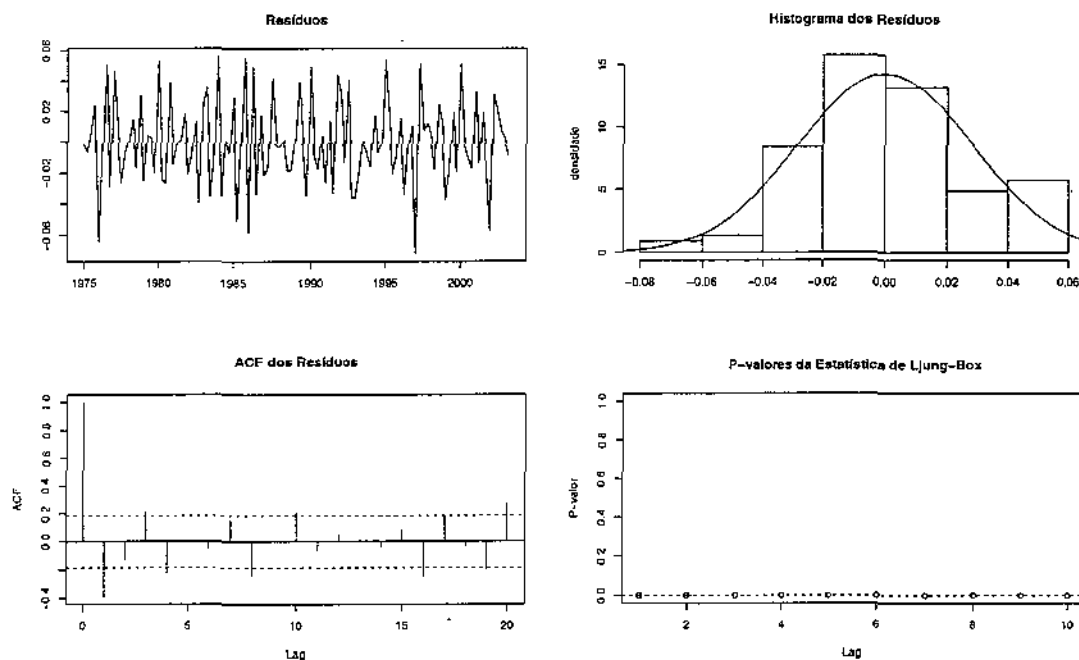 Resíduos
0.06
0.02
-0.02
-0.06
1975 1980 1985 1990 1995 2000
Histograma dos Resíduos
densidade
15
10
5
0
-0.08 -0.06 -0.04 -0.02 0.00 0.02 0.04 0.06
ACF dos Resíduos
ACF
1.0
0.8
0.6
0.4
0.2
0.0
-0.4
0 5 10 15 20
Lag
P-valores da Estatística de Ljung-Box
P-valor
1.0
0.8
0.6
0.4
0.2
0.0
2 4 6 8 10
Lag